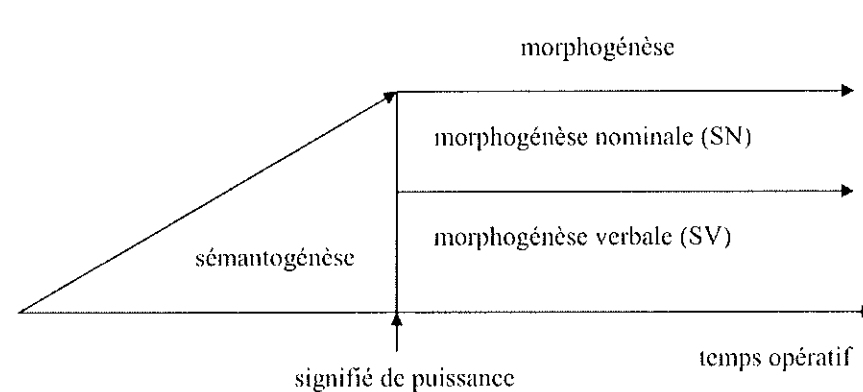 morphogénèse
morphogénèse nominale (SN)
morphogénèse verbale (SV)
sémantogénèse
temps opératif
signifié de puissance